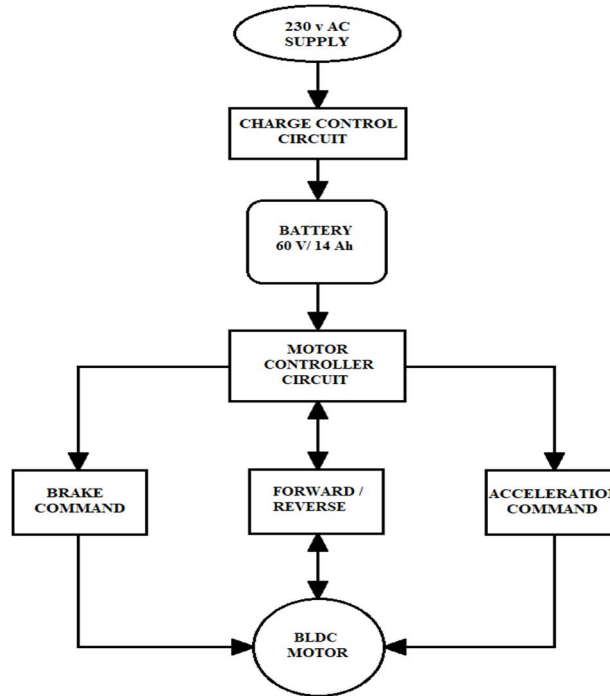 230 v AC
SUPPLY
CHARGE CONTROL
CIRCUIT
BATTERY
60 V/ 14 Ah
MOTOR
CONTROLLER
CIRCUIT
BRAKE
COMMAND
FORWARD /
REVERSE
ACCELERATION
COMMAND
BLDC
MOTOR